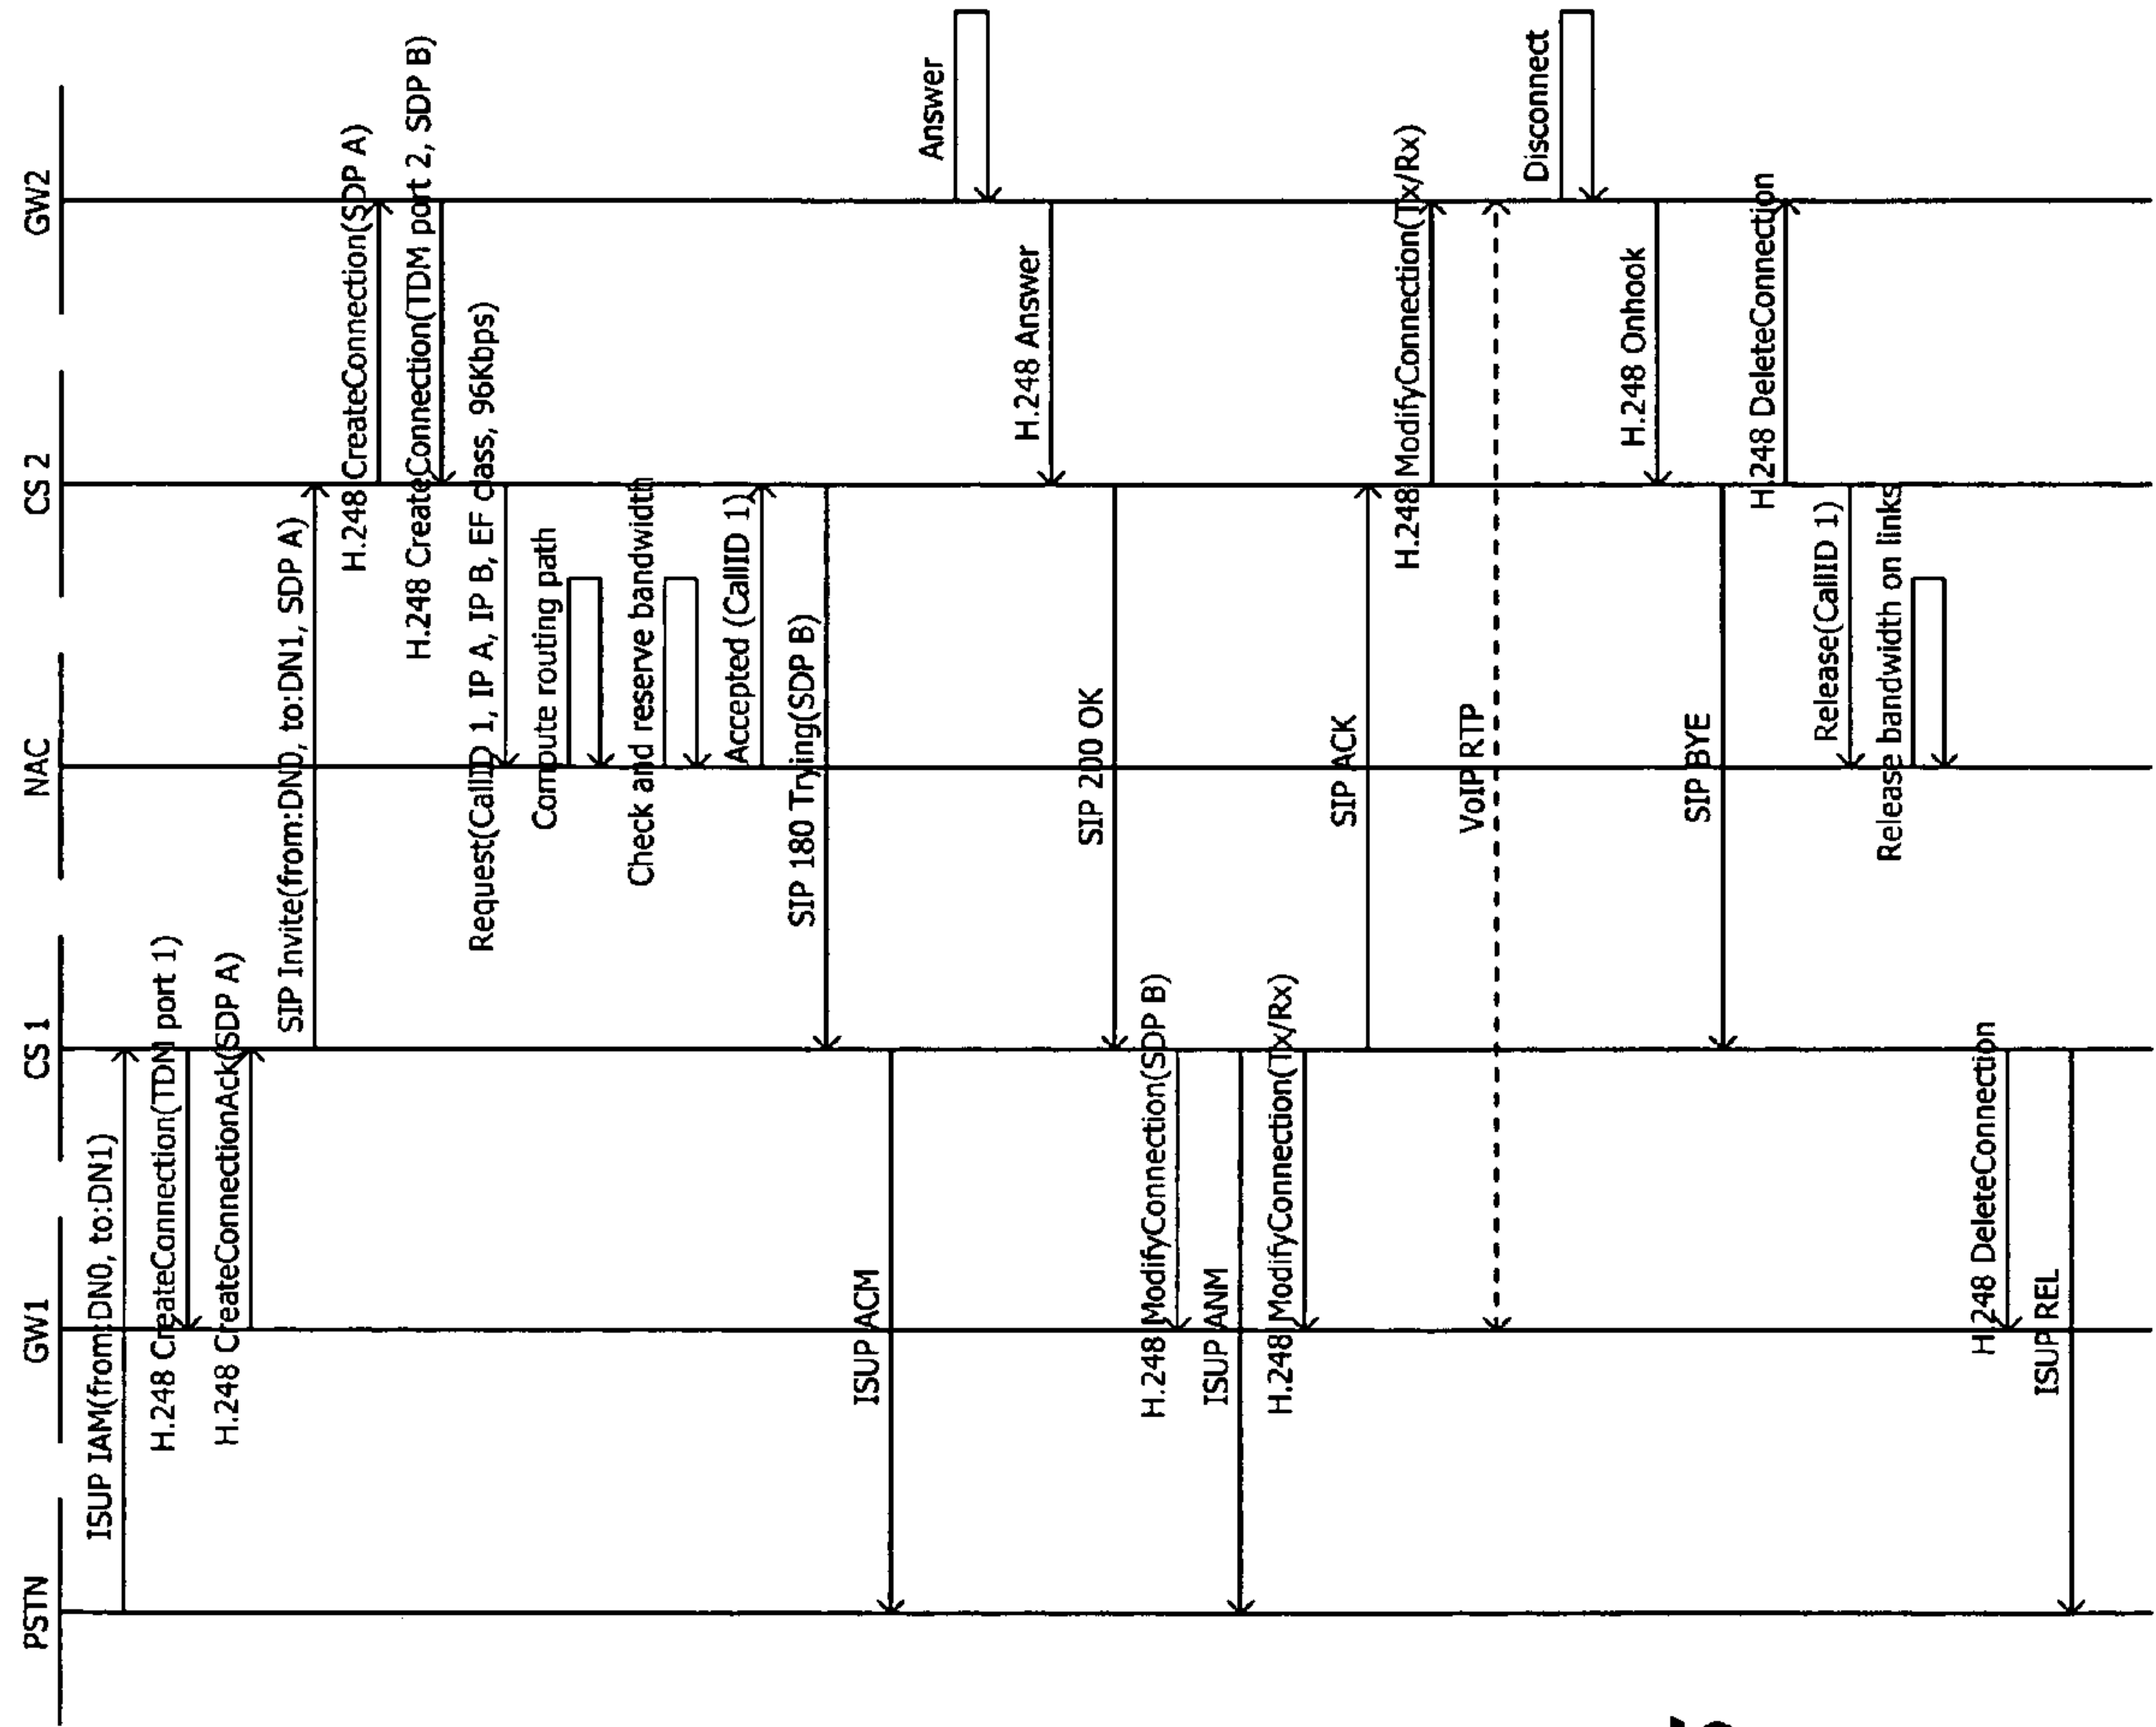 PSTN
GW1
CS 1
NAC
CS 2
GW2
ISUP IAM(from:DN0, to:DN1)
H.248 CreateConnection(TDM port 1)
H.248 CreateConnectionAck(SDP A)
SIP Invite(from:DN0, to:DN1, SDP A)
H.248 CreateConnection(SDP A)
H.248 CreateConnection(TDM port 2, SDP B)
Request(CallID 1, IP A, IP B, EF class, 96Kbps)
Compute routing path
Check and reserve bandwidth
Accepted (CallID 1)
SIP 180 Trying(SDP B)
ISUP ACM
Answer
H.248 Answer
SIP 200 OK
H.248 ModifyConnection(SDP B)
ISUP ANM
H.248 ModifyConnection(Tx/Rx)
SIP ACK
H.248 ModifyConnection(Tx/Rx)
VoIP RTP
Disconnect
H.248 Onhook
SIP BYE
H.248 DeleteConnection
Release(CallID 1)
Release bandwidth on links
H.248 DeleteConnection
ISUP REL